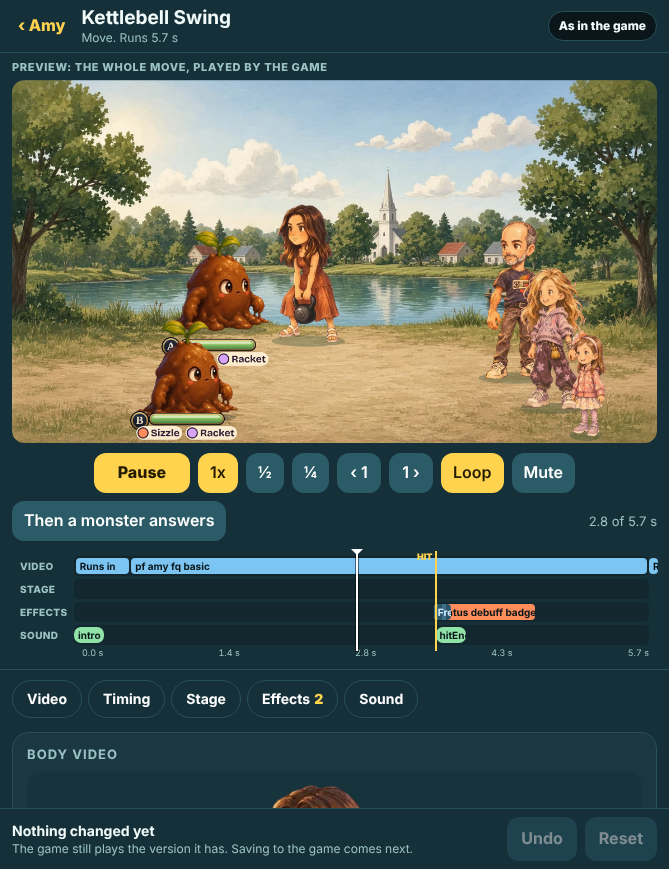 ‹ Amy
Kettlebell Swing
Move. Runs 5.7 s
As in the game
PREVIEW: THE WHOLE MOVE, PLAYED BY THE GAME
A
Racket
B
Sizzle Racket
Pause 1x ½ ¼ ‹ 1 1 › Loop Mute
Then a monster answers
2.8 of 5.7 s
HIT
VIDEO Runs in pf amy fq basic
STAGE
EFFECTS tus debuff badge
SOUND intro hitEn
0.0 s 1.4 s 2.8 s 4.3 s 5.7 s
Video Timing Stage Effects 2 Sound
BODY VIDEO
Nothing changed yet
The game still plays the version it has. Saving to the game comes next.
Undo Reset